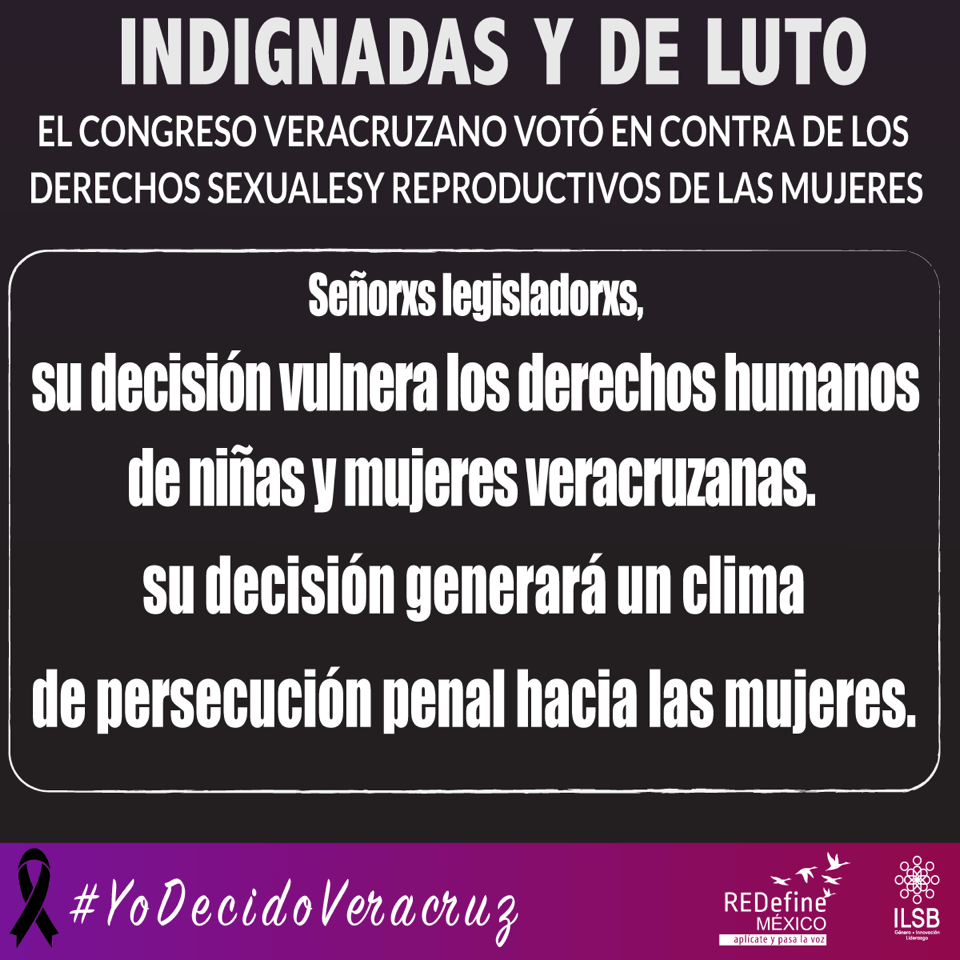 INDIGNADAS Y DE LUTO
EL CONGRESO VERACRUZANO VOTÓ EN CONTRA DE LOS
DERECHOS SEXUALESY REPRODUCTIVOS DE LAS MUJERES
Señorxs legisladorxs,
su decisión vulnera los derechos humanos
de niñas y mujeres veracruzanas.
su decisión generará un clima
de persecución penal hacia las mujeres.
#YoDecidoVeracruz
REDefine
MÉXICO
aplícate y pasa la voz
ILSB
Género + Innovación
Liderazgo